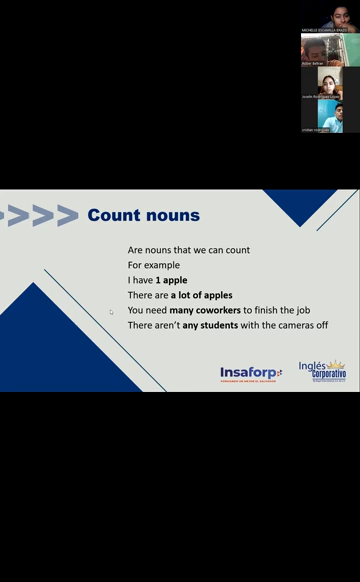 Count nouns
Are nouns that we can count
For example
I have 1 apple
There are a lot of apples
You need many coworkers to finish the job
There aren't any students with the cameras off
Insaforp
Inglés
Corporativo